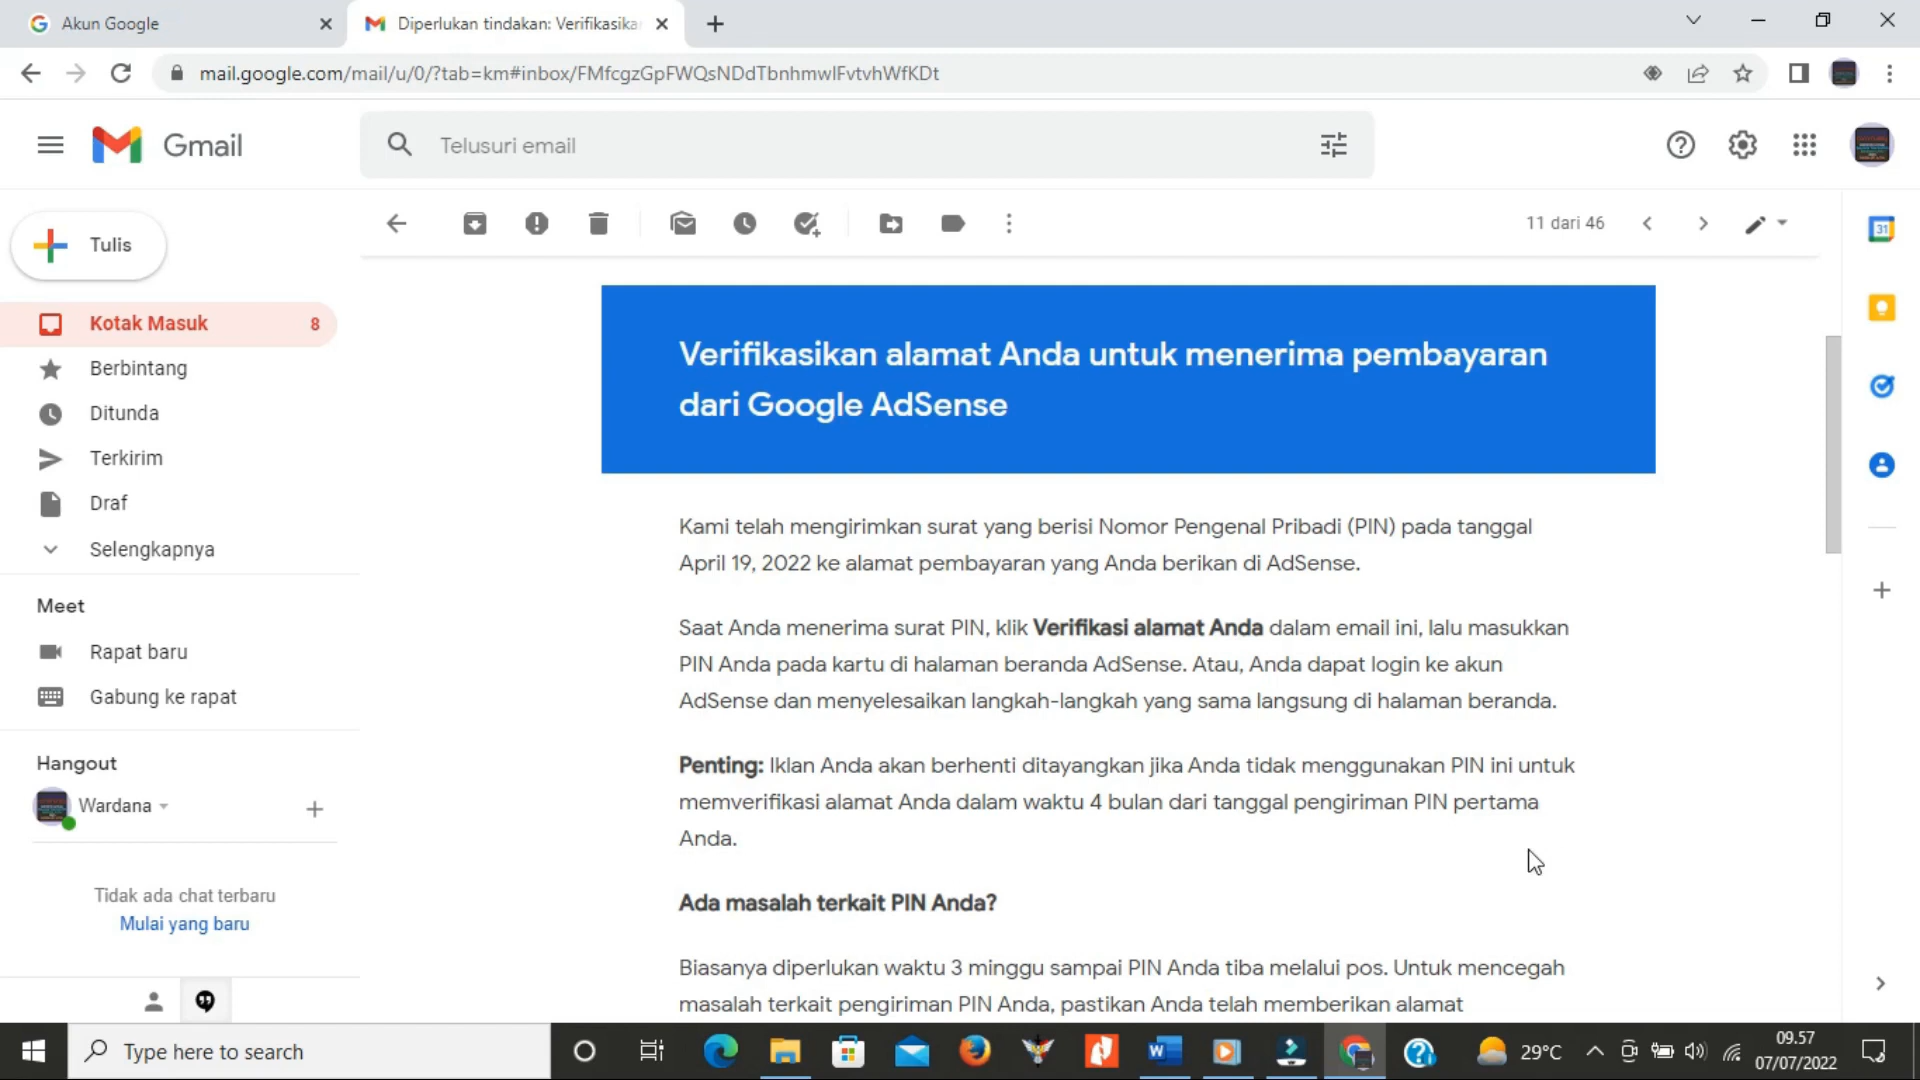 Akun Google
Diperlukan tindakan: Verifikasika
mail.google.com/mail/u/0/?tab=km#inbox/FMfcgzGpFWQsNDdTbnhmwlFvtvhWfKDt
Gmail
Telusuri email
Tulis
11 dari 46
Kotak Masuk 8
Berbintang
Ditunda
Terkirim
Draf
Selengkapnya
Meet
Rapat baru
Gabung ke rapat
Hangout
Wardana
Tidak ada chat terbaru
Mulai yang baru
Verifikasikan alamat Anda untuk menerima pembayaran
dari Google AdSense
Kami telah mengirimkan surat yang berisi Nomor Pengenal Pribadi (PIN) pada tanggal
April 19, 2022 ke alamat pembayaran yang Anda berikan di AdSense.
Saat Anda menerima surat PIN, klik Verifikasi alamat Anda dalam email ini, lalu masukkan
PIN Anda pada kartu di halaman beranda AdSense. Atau, Anda dapat login ke akun
AdSense dan menyelesaikan langkah-langkah yang sama langsung di halaman beranda.
Penting: Iklan Anda akan berhenti ditayangkan jika Anda tidak menggunakan PIN ini untuk
memverifikasi alamat Anda dalam waktu 4 bulan dari tanggal pengiriman PIN pertama
Anda.
Ada masalah terkait PIN Anda?
Biasanya diperlukan waktu 3 minggu sampai PIN Anda tiba melalui pos. Untuk mencegah
masalah terkait pengiriman PIN Anda, pastikan Anda telah memberikan alamat
31
Type here to search
29°C
09.57
07/07/2022